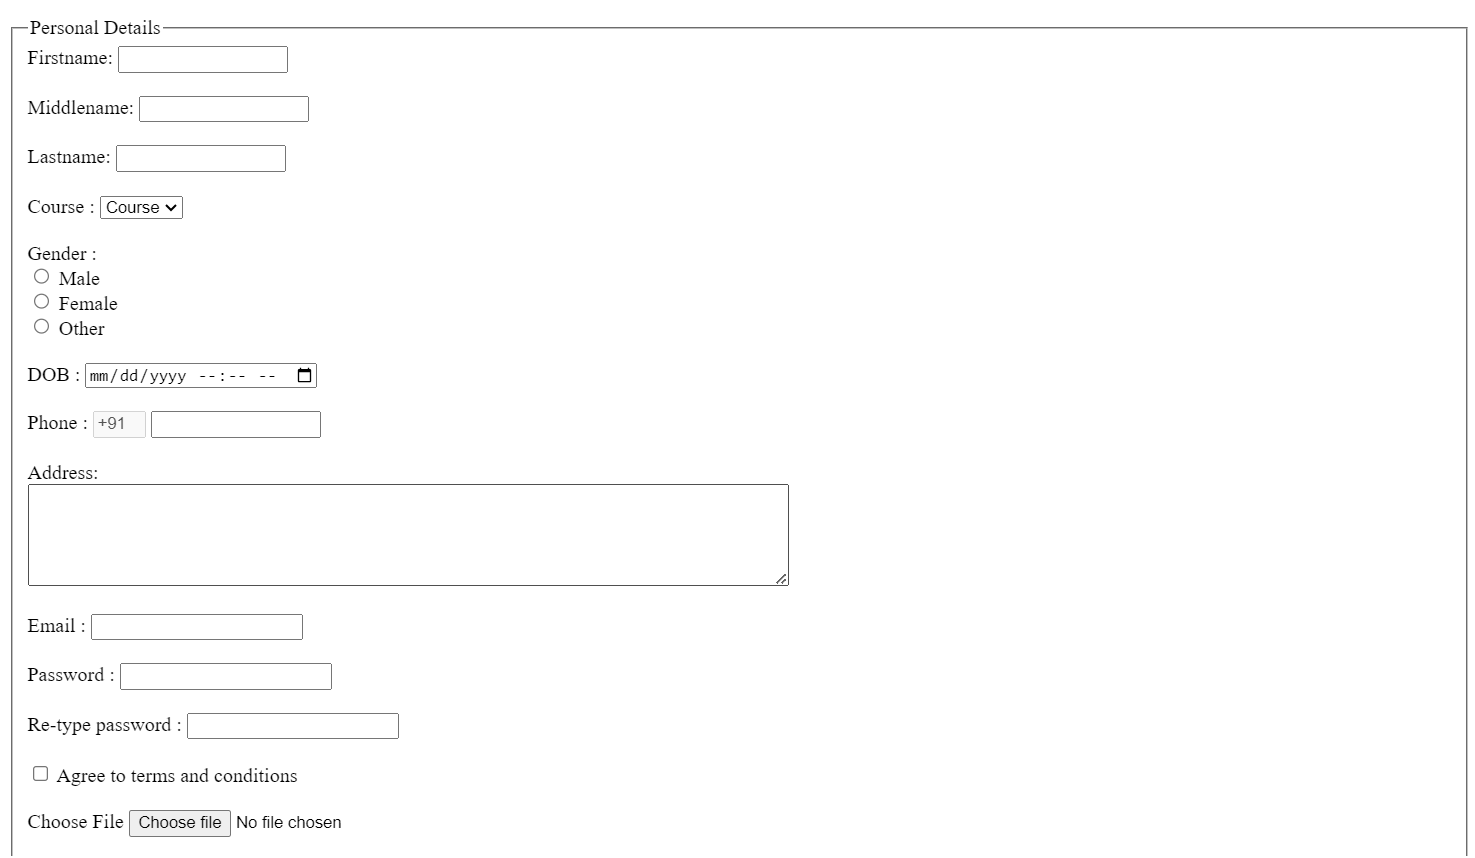 Personal Details
Firstname:
Middlename:
Lastname:
Course : Course
Gender :
Male
Female
Other
DOB : mm/dd/yyyy --:-- --
Phone : +91
Address:
Email :
Password :
Re-type password :
Agree to terms and conditions
Choose File Choose file No file chosen